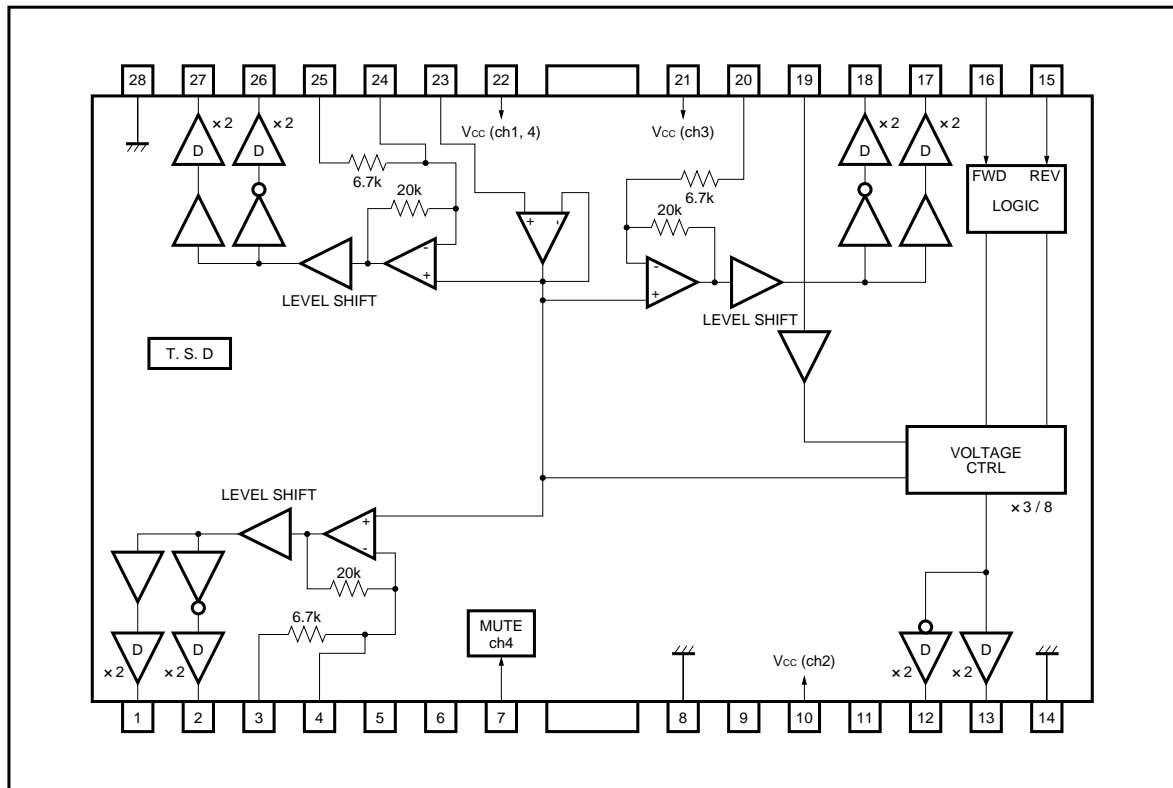 28 27 26 25 24 23 22 21 20 19 18 17 16 15
× 2 × 2 VCC (ch1, 4) VCC (ch3) × 2 × 2
D D D D
6.7k 6.7k FWD REV
20k 20k LOGIC
+ -
- -
+ +
LEVEL SHIFT LEVEL SHIFT
T. S. D
VOLTAGE
CTRL
LEVEL SHIFT × 3 / 8
+
-
20k
6.7k MUTE
ch4
D D D D
× 2 × 2 VCC (ch2) × 2 × 2
1 2 3 4 5 6 7 8 9 10 11 12 13 14